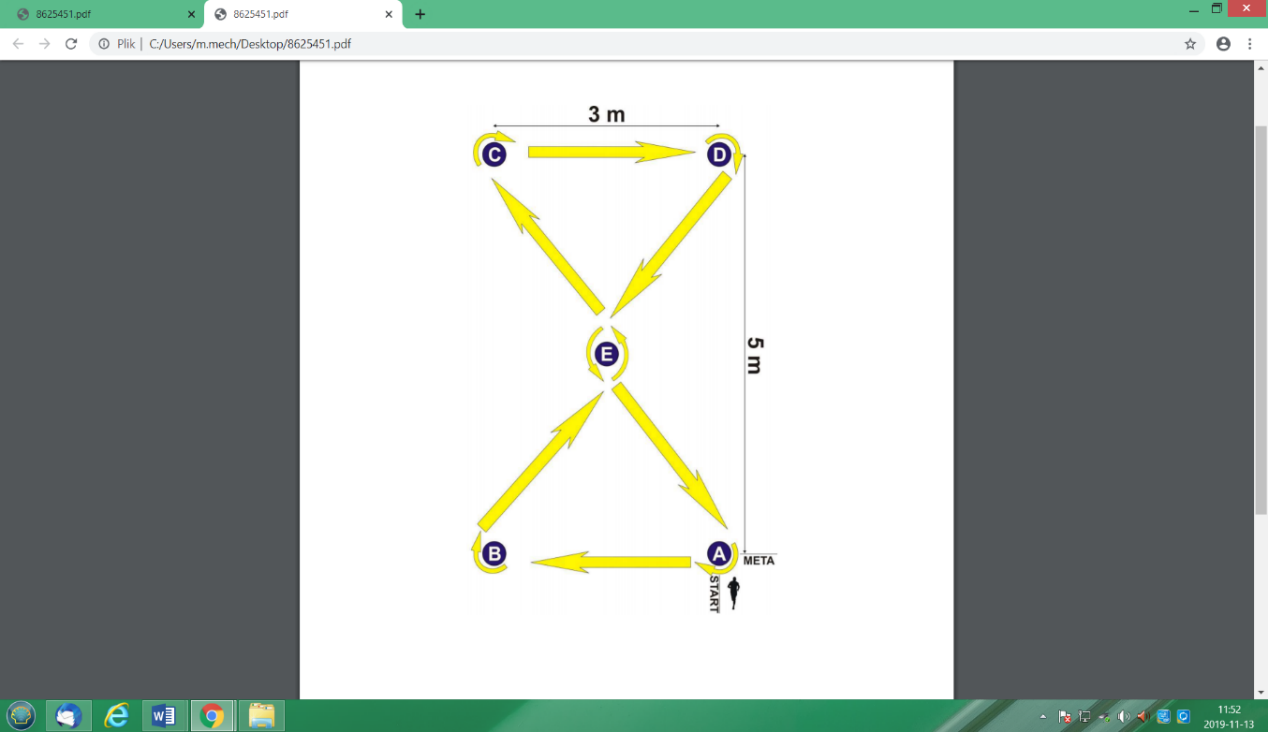 8625451.pdf
8625451.pdf
Plik | C:/Users/m.mech/Desktop/8625451.pdf
3 m
C
D
E
5 m
B
A
META
START
11:52
2019-11-13